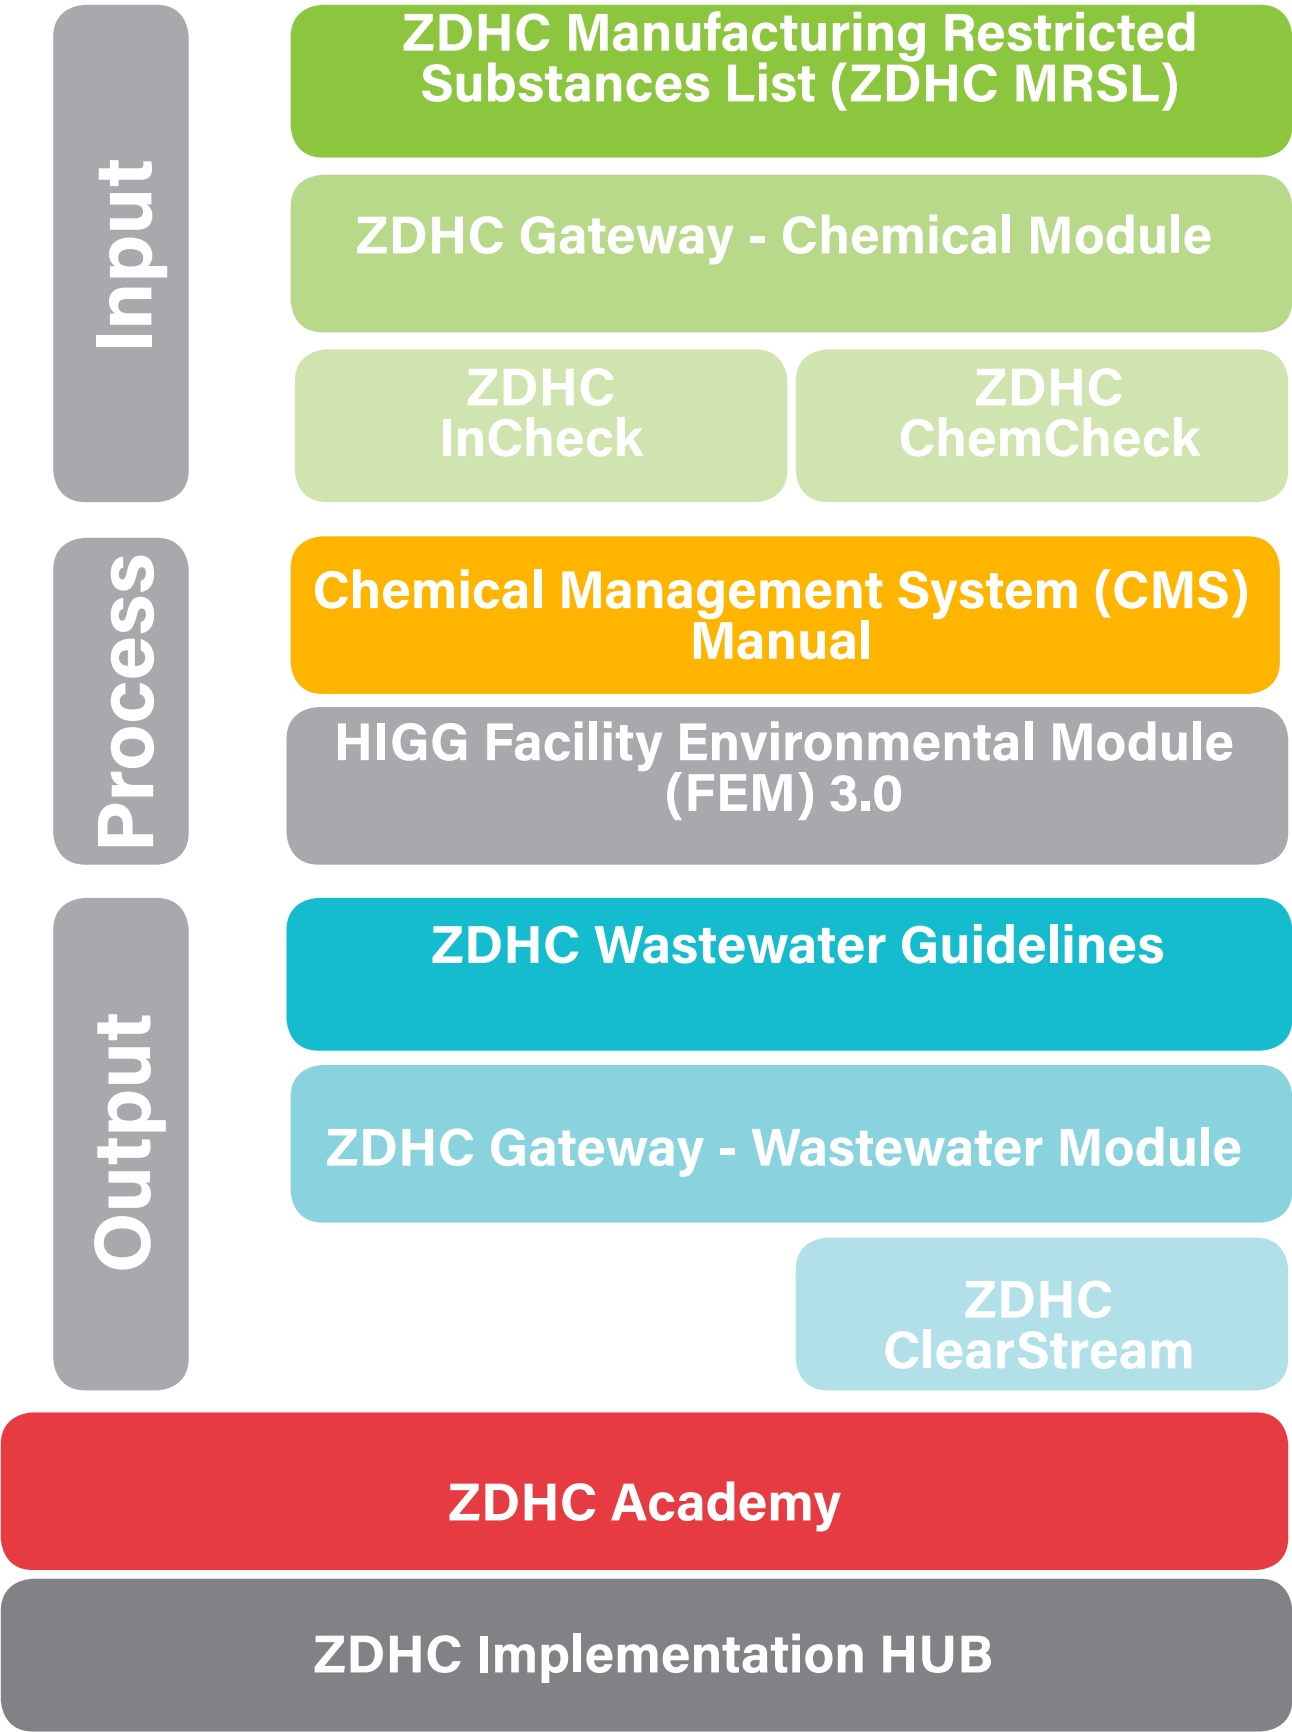 Input
ZDHC Manufacturing Restricted
Substances List (ZDHC MRSL)
ZDHC Gateway - Chemical Module
ZDHC
InCheck
ZDHC
ChemCheck
Process
Chemical Management System (CMS)
Manual
HIGG Facility Environmental Module
(FEM) 3.0
Output
ZDHC Wastewater Guidelines
ZDHC Gateway - Wastewater Module
ZDHC
ClearStream
ZDHC Academy
ZDHC Implementation HUB